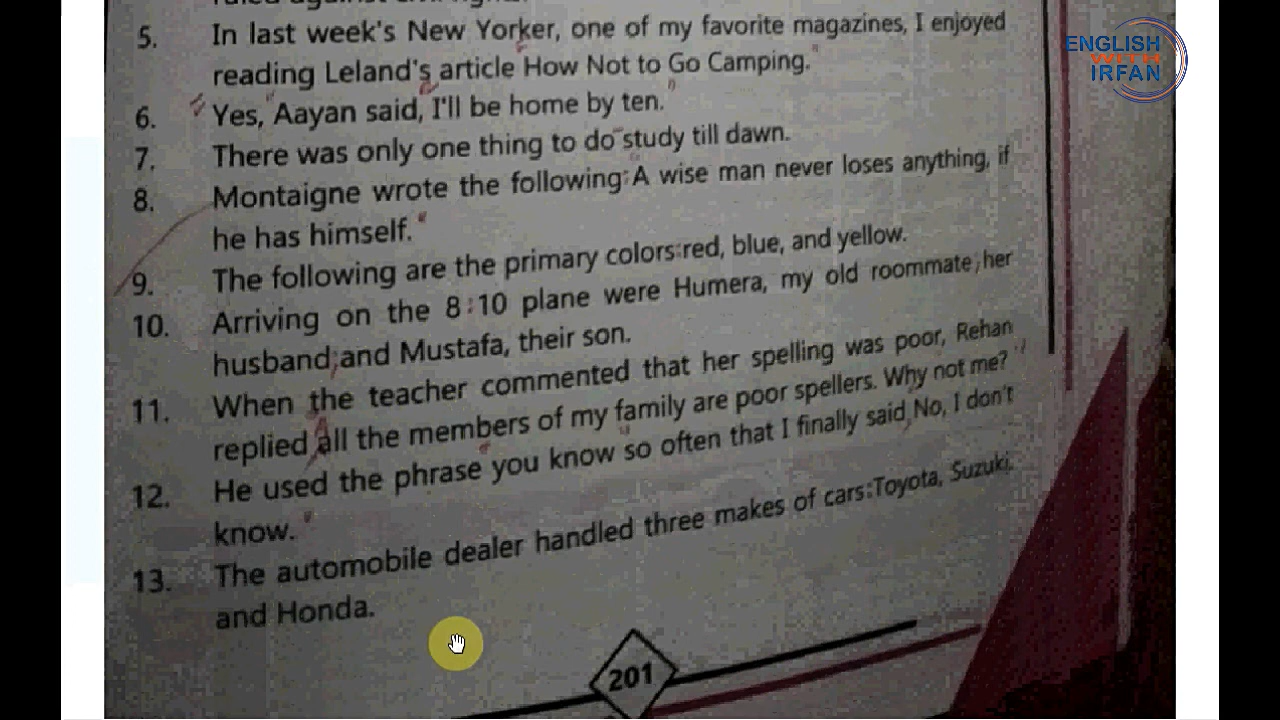 5. In last week's New Yorker, one of my favorite magazines, I enjoyed
reading Leland's article How Not to Go Camping."
6. "Yes," Aayan said, I'll be home by ten."
7. There was only one thing to do study till dawn.
8. Montaigne wrote the following: A wise man never loses anything, if
he has himself."
9. The following are the primary colors: red, blue, and yellow.
10. Arriving on the 8:10 plane were Humera, my old roommate; her
husband; and Mustafa, their son.
11. When the teacher commented that her spelling was poor, Rehan
replied all the members of my family are poor spellers. Why not me?"
12. He used the phrase "you know" so often that I finally said, No, I don't
know."
13. The automobile dealer handled three makes of cars: Toyota, Suzuki,
and Honda.
201
ENGLISH
WITH
IRFAN